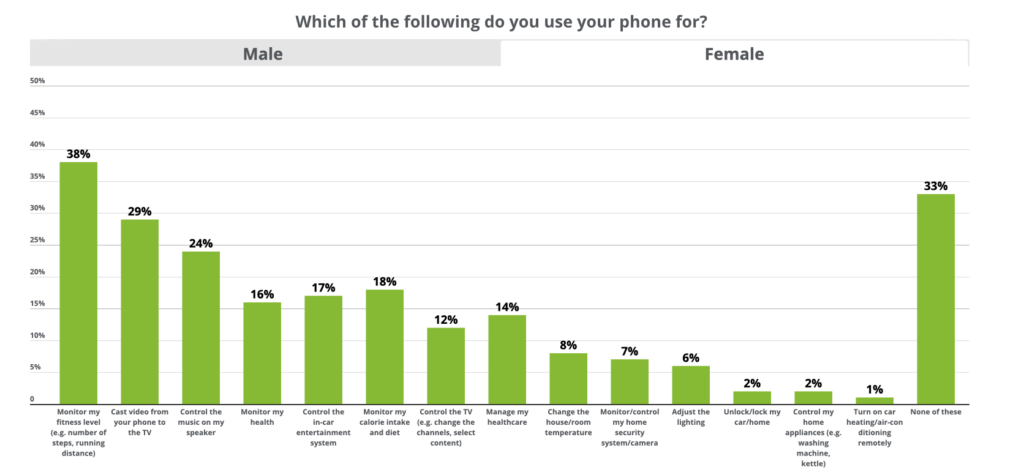 Which of the following do you use your phone for?
Male
Female
50%
45%
40%
35%
30%
25%
20%
15%
10%
5%
0
38%
29%
24%
16%
17%
18%
12%
14%
8%
7%
6%
2%
2%
1%
33%
Monitor my
fitness level
(e.g. number of
steps, running
distance)
Cast video from
your phone to
the TV
Control the
music on my
speaker
Monitor my
health
Control the
in-car
entertainment
system
Monitor my
calorie intake
and diet
Control the TV
(e.g. change the
channels, select
content)
Manage my
healthcare
Change the
house/room
temperature
Monitor/control
my home
security
system/camera
Adjust the
lighting
Unlock/lock my
car/home
Control my
home
appliances (e.g.
washing
machine,
kettle)
Turn on car
heating/air-con
ditioning
remotely
None of these